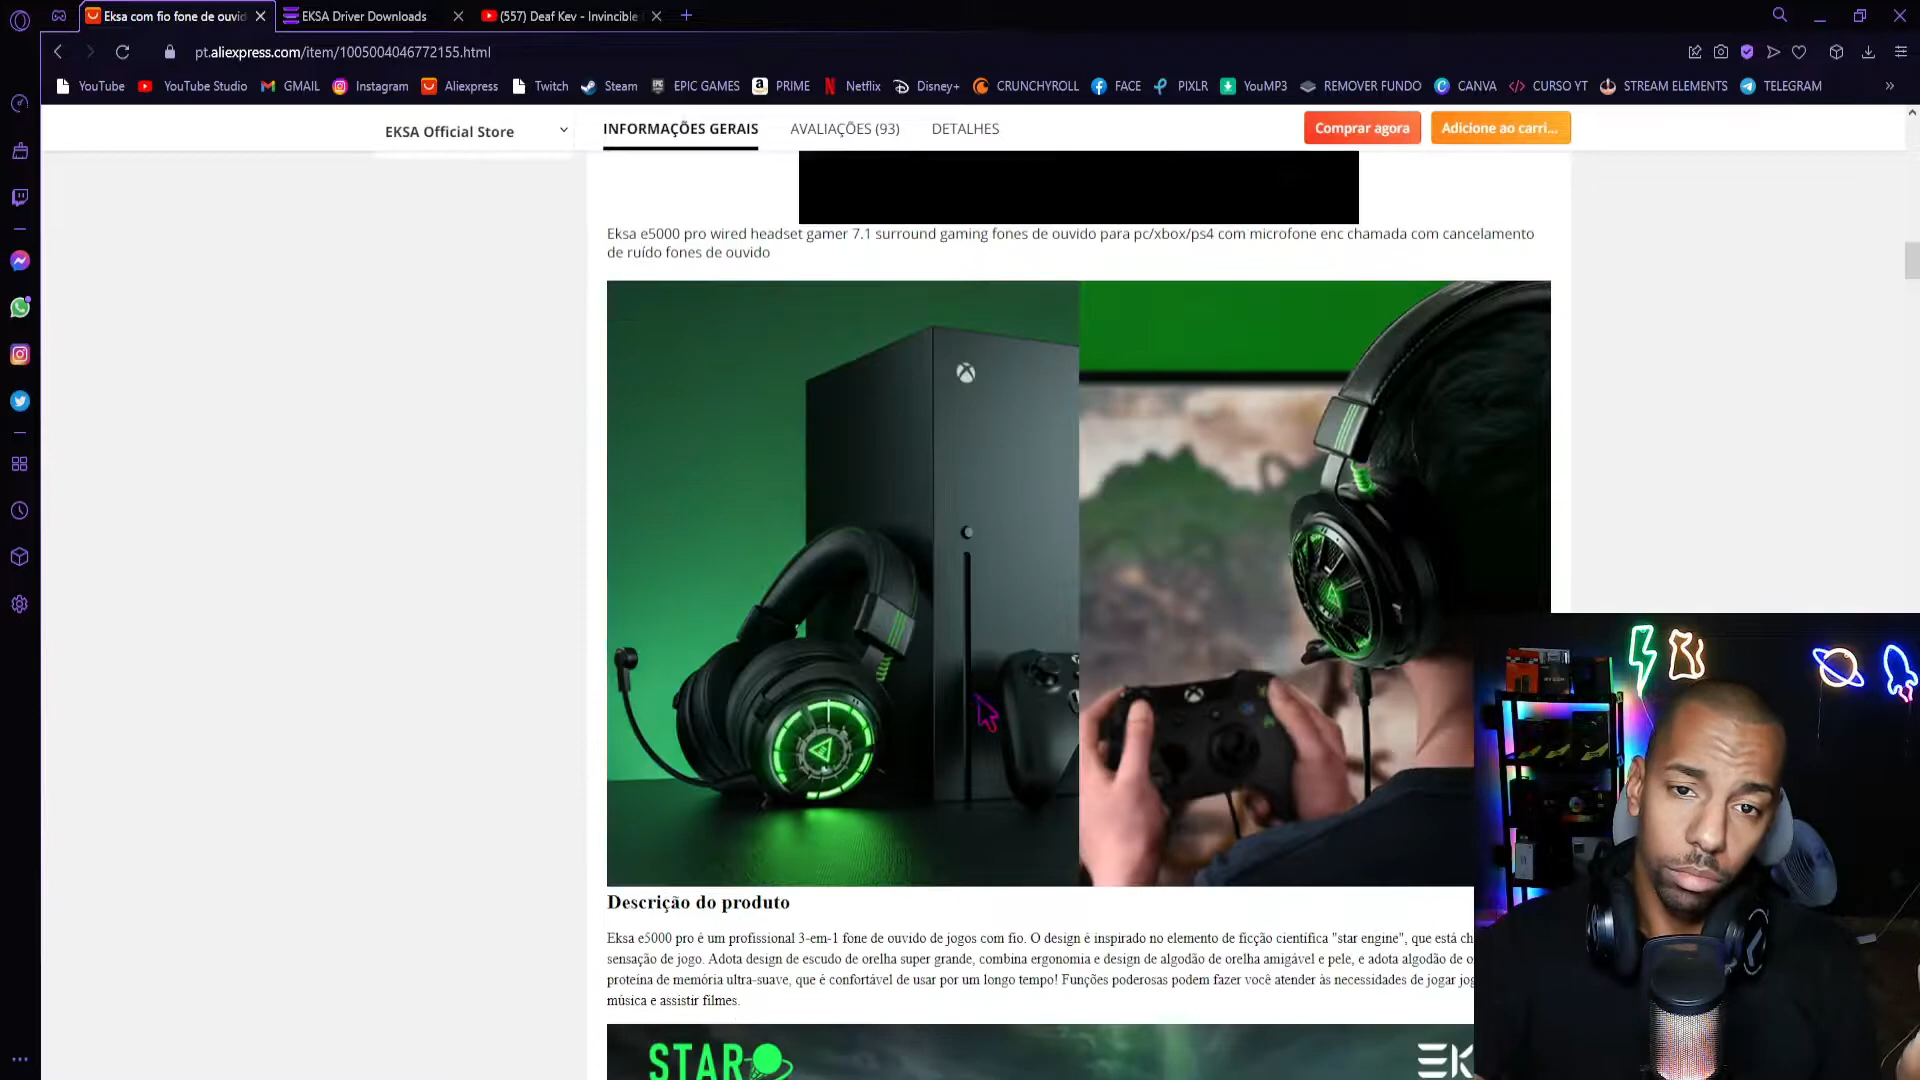 Eksa com fio fone de ouvid
EKSA Driver Downloads
(557) Deaf Kev - Invincible
pt.aliexpress.com/item/1005004046772155.html
YouTube YouTube Studio GMAIL Instagram Aliexpress Twitch Steam EPIC GAMES PRIME Netflix Disney+ CRUNCHYROLL FACE PIXLR YouMP3 REMOVER FUNDO CANVA CURSO YT STREAM ELEMENTS TELEGRAM
EKSA Official Store
INFORMAÇÕES GERAIS AVALIAÇÕES (93) DETALHES
Comprar agora Adicione ao carri...
Eksa e5000 pro wired headset gamer 7.1 surround gaming fones de ouvido para pc/xbox/ps4 com microfone enc chamada com cancelamento
de ruído fones de ouvido
Descrição do produto
Eksa e5000 pro é um profissional 3-em-1 fone de ouvido de jogos com fio. O design é inspirado no elemento de ficção científica "star engine", que está ch
sensação de jogo. Adota design de escudo de orelha super grande, combina ergonomia e design de algodão de orelha amigável e pele, e adota algodão de o
proteína de memória ultra-suave, que é confortável de usar por um longo tempo! Funções poderosas podem fazer você atender às necessidades de jogar jog
música e assistir filmes.
STAR
EK